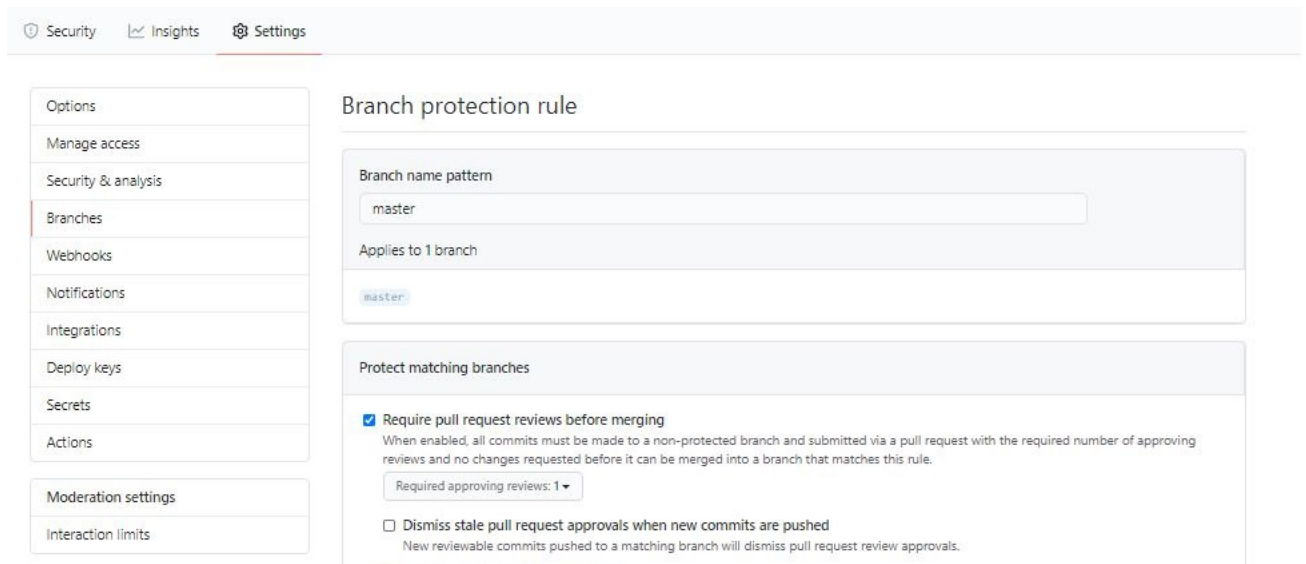 Security Insights Settings
Options
Manage access
Security & analysis
Branches
Webhooks
Notifications
Integrations
Deploy keys
Secrets
Actions
Moderation settings
Interaction limits
Branch protection rule
Branch name pattern
master
Applies to 1 branch
master
Protect matching branches
Require pull request reviews before merging
When enabled, all commits must be made to a non-protected branch and submitted via a pull request with the required number of approving
reviews and no changes requested before it can be merged into a branch that matches this rule.
Required approving reviews: 1
Dismiss stale pull request approvals when new commits are pushed
New reviewable commits pushed to a matching branch will dismiss pull request review approvals.